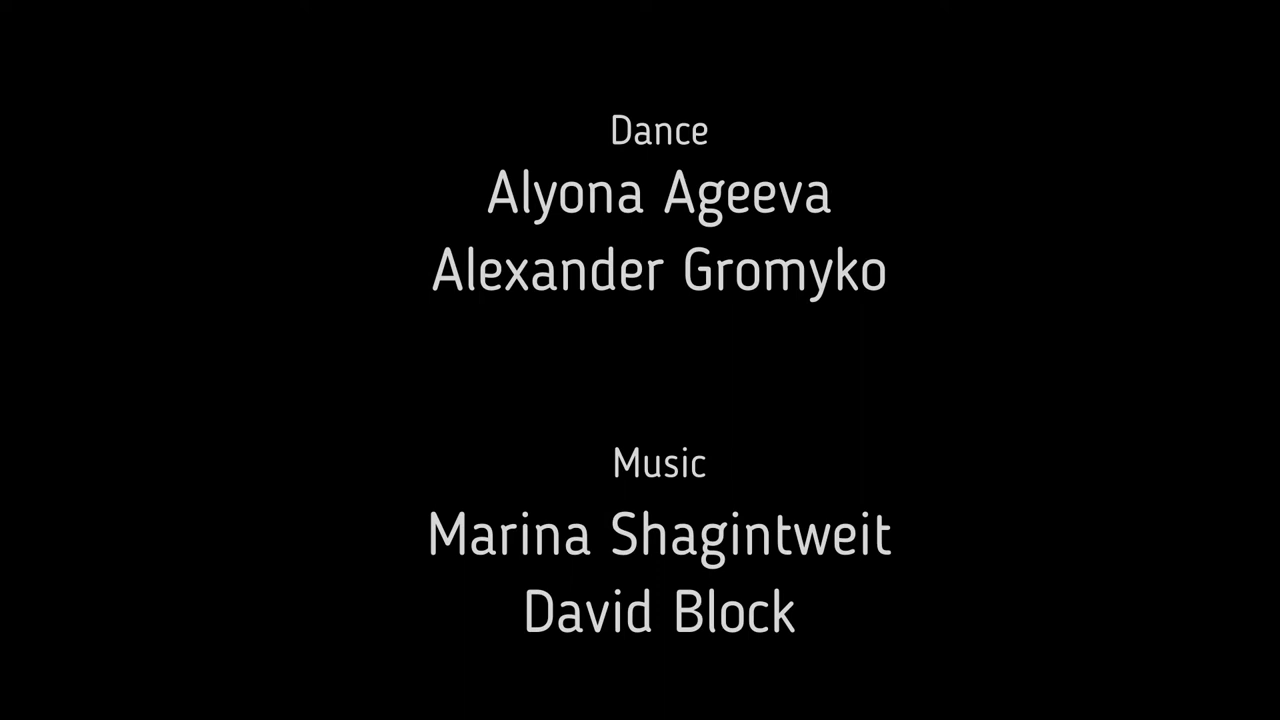 Dance
Alyona Ageeva
Alexander Gromyko
Music
Marina Shagintweit
David Block